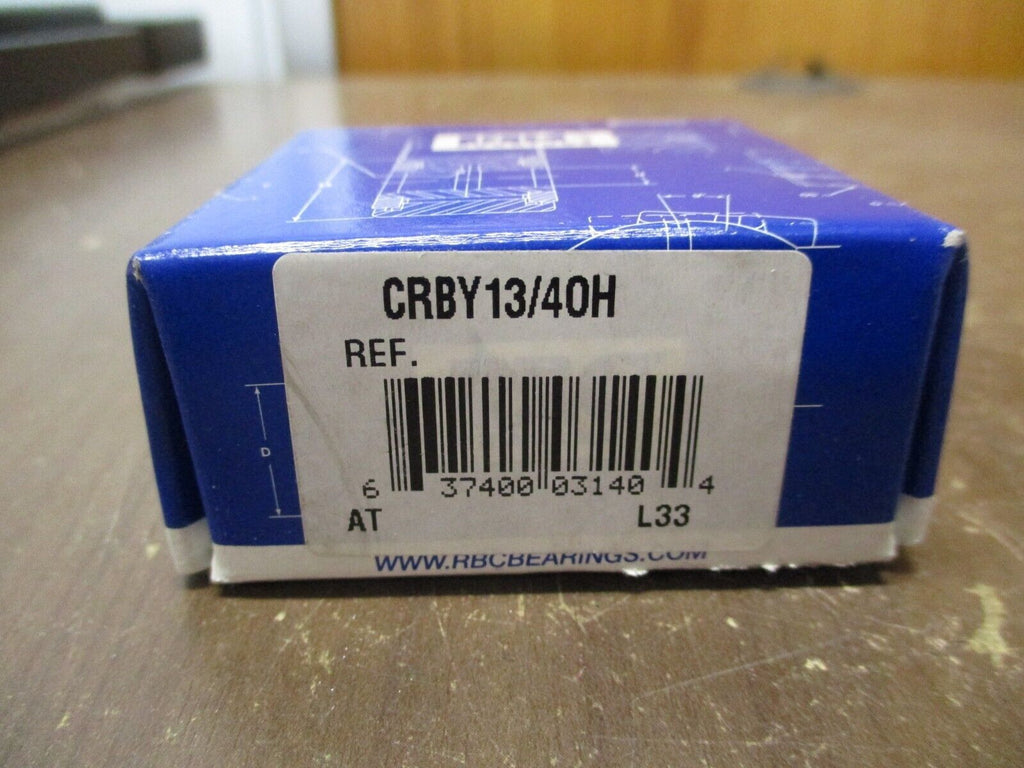 CRBY13/40H
REF.
6 37400 03140 4
AT L33
WWW.RBCBEARINGS.COM
D